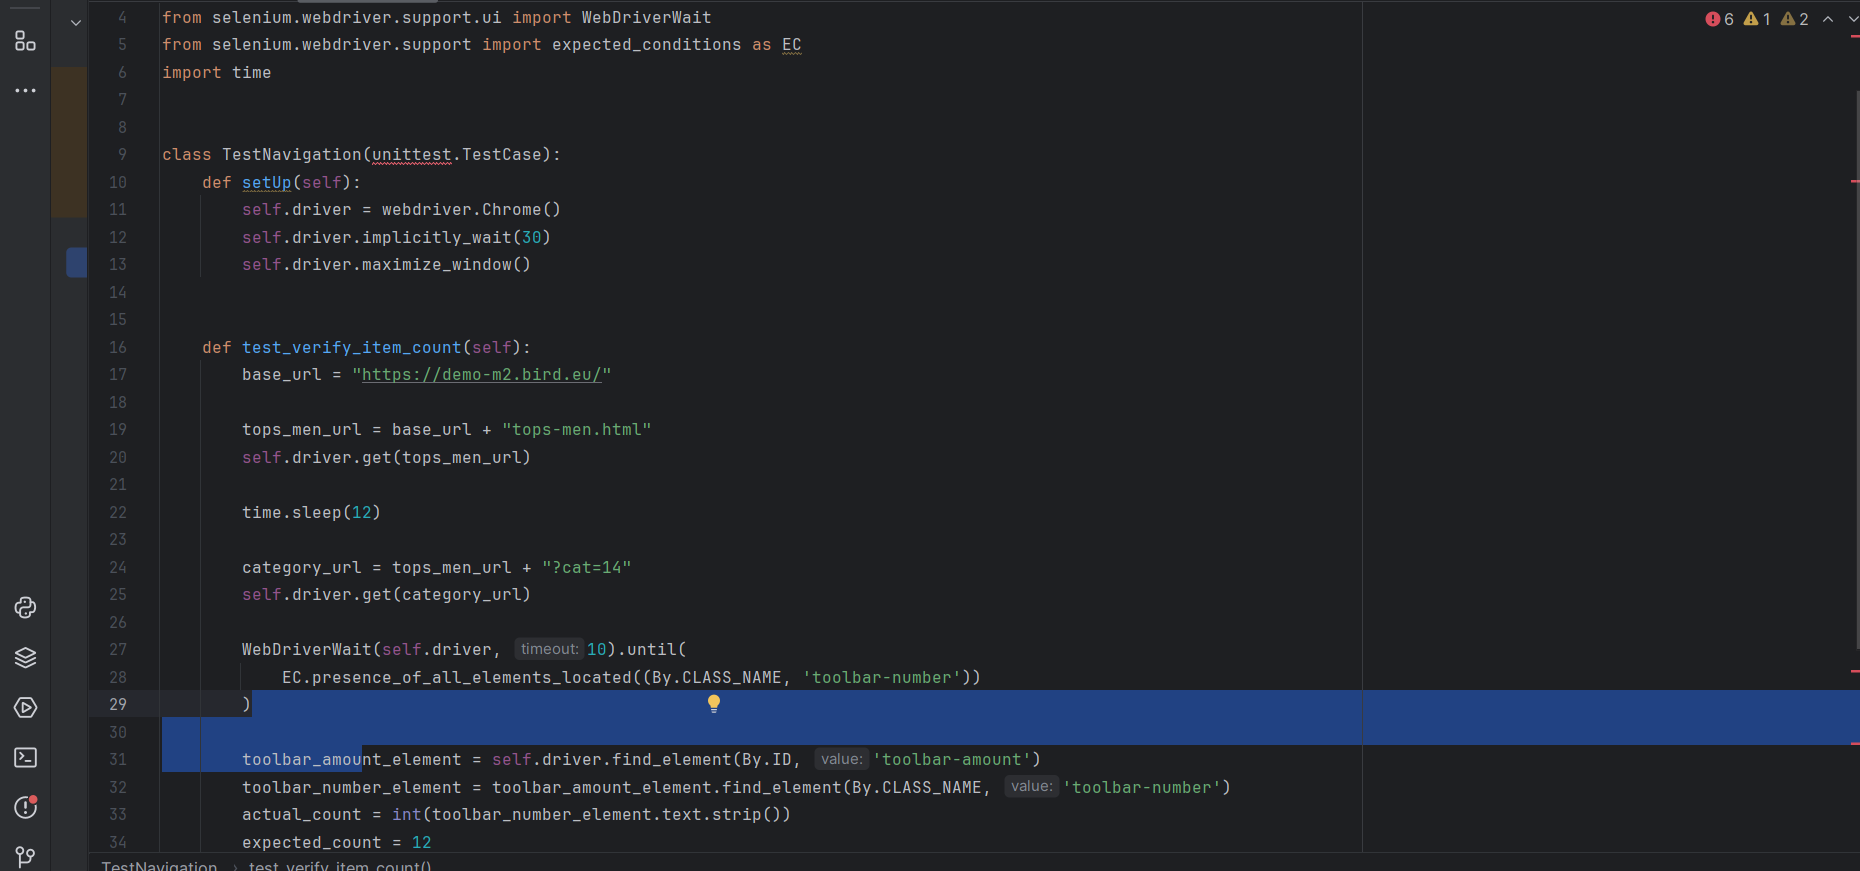 6 1 2
4 from selenium.webdriver.support.ui import WebDriverWait
5 from selenium.webdriver.support import expected_conditions as EC
6 import time
7
8
9 class TestNavigation(unittest.TestCase):
10 def setUp(self):
11 self.driver = webdriver.Chrome()
12 self.driver.implicitly_wait(30)
13 self.driver.maximize_window()
14
15
16 def test_verify_item_count(self):
17 base_url = "https://demo-m2.bird.eu/"
18
19 tops_men_url = base_url + "tops-men.html"
20 self.driver.get(tops_men_url)
21
22 time.sleep(12)
23
24 category_url = tops_men_url + "?cat=14"
25 self.driver.get(category_url)
26
27 WebDriverWait(self.driver, timeout: 10).until(
28 EC.presence_of_all_elements_located((By.CLASS_NAME, 'toolbar-number'))
29 )
30
31 toolbar_amount_element = self.driver.find_element(By.ID, value: 'toolbar-amount')
32 toolbar_number_element = toolbar_amount_element.find_element(By.CLASS_NAME, value: 'toolbar-number')
33 actual_count = int(toolbar_number_element.text.strip())
34 expected_count = 12
TestNavigation › test_verify_item_count()